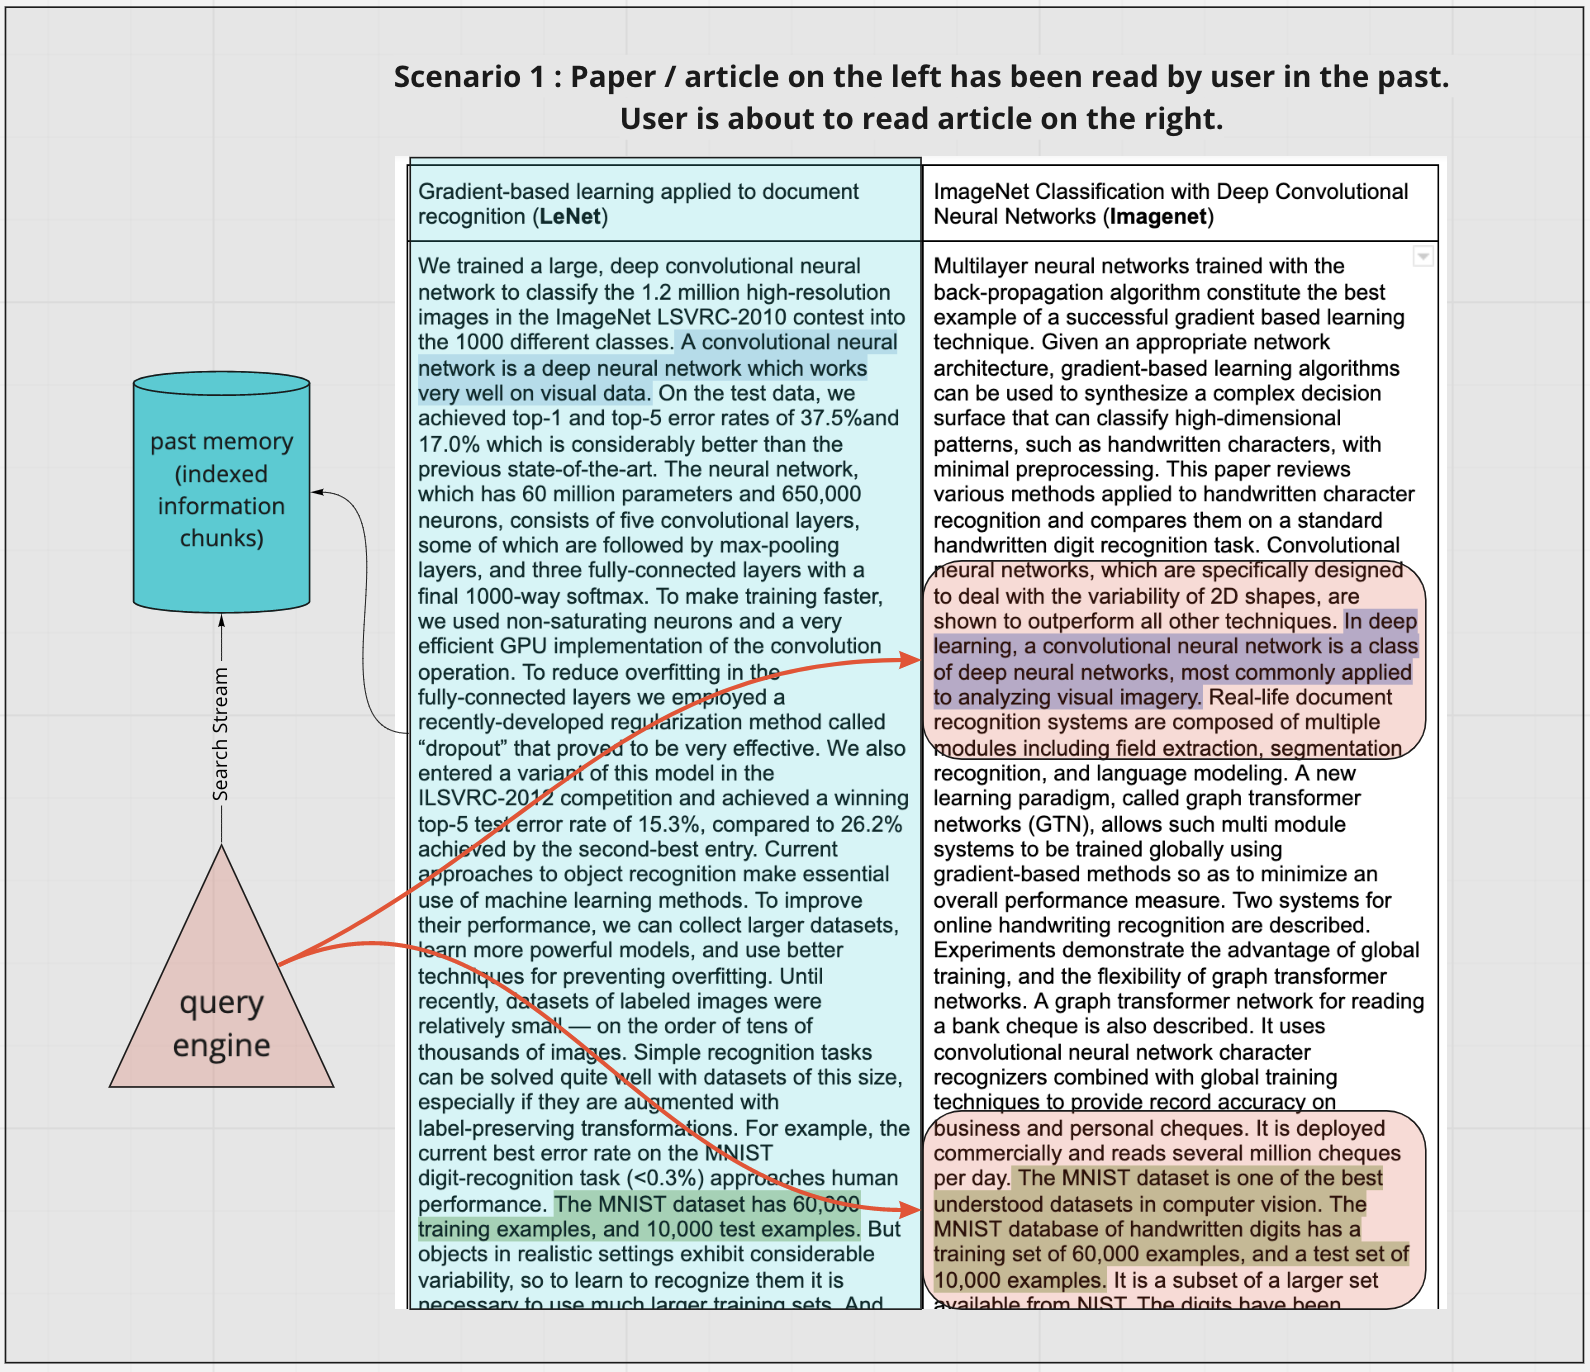 Scenario 1 : Paper / article on the left has been read by user in the past.
User is about to read article on the right.
past memory
(indexed
information
chunks)
Search Stream
query
engine
Gradient-based learning applied to document
recognition (LeNet)
We trained a large, deep convolutional neural
network to classify the 1.2 million high-resolution
images in the ImageNet LSVRC-2010 contest into
the 1000 different classes. A convolutional neural
network is a deep neural network which works
very well on visual data. On the test data, we
achieved top-1 and top-5 error rates of 37.5%and
17.0% which is considerably better than the
previous state-of-the-art. The neural network,
which has 60 million parameters and 650,000
neurons, consists of five convolutional layers,
some of which are followed by max-pooling
layers, and three fully-connected layers with a
final 1000-way softmax. To make training faster,
we used non-saturating neurons and a very
efficient GPU implementation of the convolution
operation. To reduce overfitting in the
fully-connected layers we employed a
recently-developed regularization method called
“dropout” that proved to be very effective. We also
entered a variant of this model in the
ILSVRC-2012 competition and achieved a winning
top-5 test error rate of 15.3%, compared to 26.2%
achieved by the second-best entry. Current
approaches to object recognition make essential
use of machine learning methods. To improve
their performance, we can collect larger datasets,
learn more powerful models, and use better
techniques for preventing overfitting. Until
recently, datasets of labeled images were
relatively small — on the order of tens of
thousands of images. Simple recognition tasks
can be solved quite well with datasets of this size,
especially if they are augmented with
label-preserving transformations. For example, the
current best error rate on the MNIST
digit-recognition task (<0.3%) approaches human
performance. The MNIST dataset has 60,000
training examples, and 10,000 test examples. But
objects in realistic settings exhibit considerable
variability, so to learn to recognize them it is
necessary to use much larger training sets. And
ImageNet Classification with Deep Convolutional
Neural Networks (Imagenet)
Multilayer neural networks trained with the
back-propagation algorithm constitute the best
example of a successful gradient based learning
technique. Given an appropriate network
architecture, gradient-based learning algorithms
can be used to synthesize a complex decision
surface that can classify high-dimensional
patterns, such as handwritten characters, with
minimal preprocessing. This paper reviews
various methods applied to handwritten character
recognition and compares them on a standard
handwritten digit recognition task. Convolutional
neural networks, which are specifically designed
to deal with the variability of 2D shapes, are
shown to outperform all other techniques. In deep
learning, a convolutional neural network is a class
of deep neural networks, most commonly applied
to analyzing visual imagery. Real-life document
recognition systems are composed of multiple
modules including field extraction, segmentation
recognition, and language modeling. A new
learning paradigm, called graph transformer
networks (GTN), allows such multi module
systems to be trained globally using
gradient-based methods so as to minimize an
overall performance measure. Two systems for
online handwriting recognition are described.
Experiments demonstrate the advantage of global
training, and the flexibility of graph transformer
networks. A graph transformer network for reading
a bank cheque is also described. It uses
convolutional neural network character
recognizers combined with global training
techniques to provide record accuracy on
business and personal cheques. It is deployed
commercially and reads several million cheques
per day. The MNIST dataset is one of the best
understood datasets in computer vision. The
MNIST database of handwritten digits has a
training set of 60,000 examples, and a test set of
10,000 examples. It is a subset of a larger set
available from NIST. The digits have been